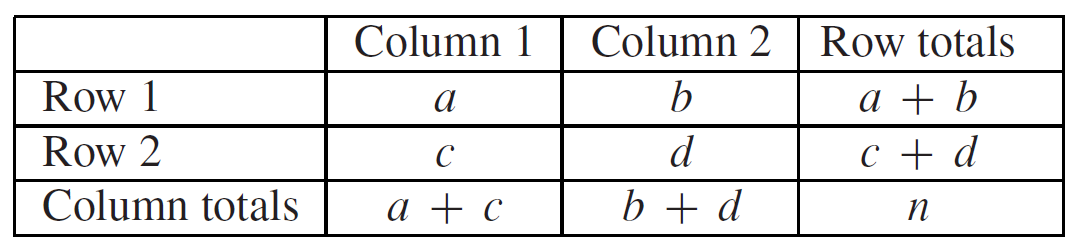 Column 1 Column 2 Row totals
Row 1 a b a + b
Row 2 c d c + d
Column totals a + c b + d n